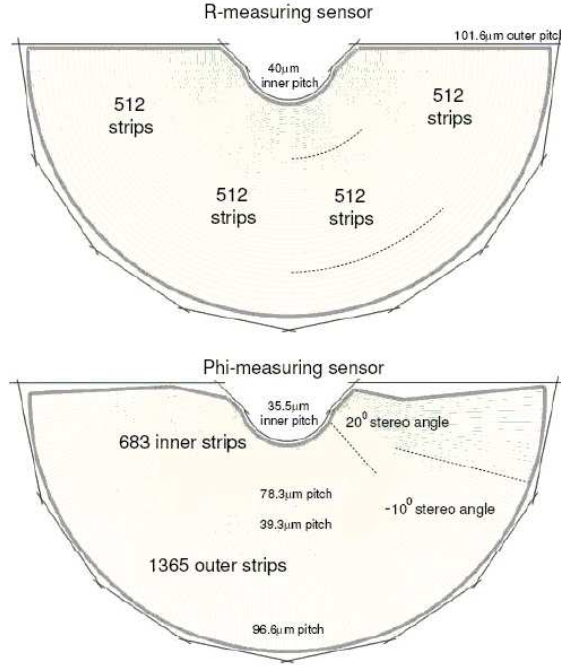 R-measuring sensor
101.6μm outer pitch
40μm
inner pitch
512
strips
512
strips
512
strips
512
strips
Phi-measuring sensor
35.5μm
inner pitch
20⁰ stereo angle
683 inner strips
78.3μm pitch
-10⁰ stereo angle
39.3μm pitch
1365 outer strips
96.6μm pitch